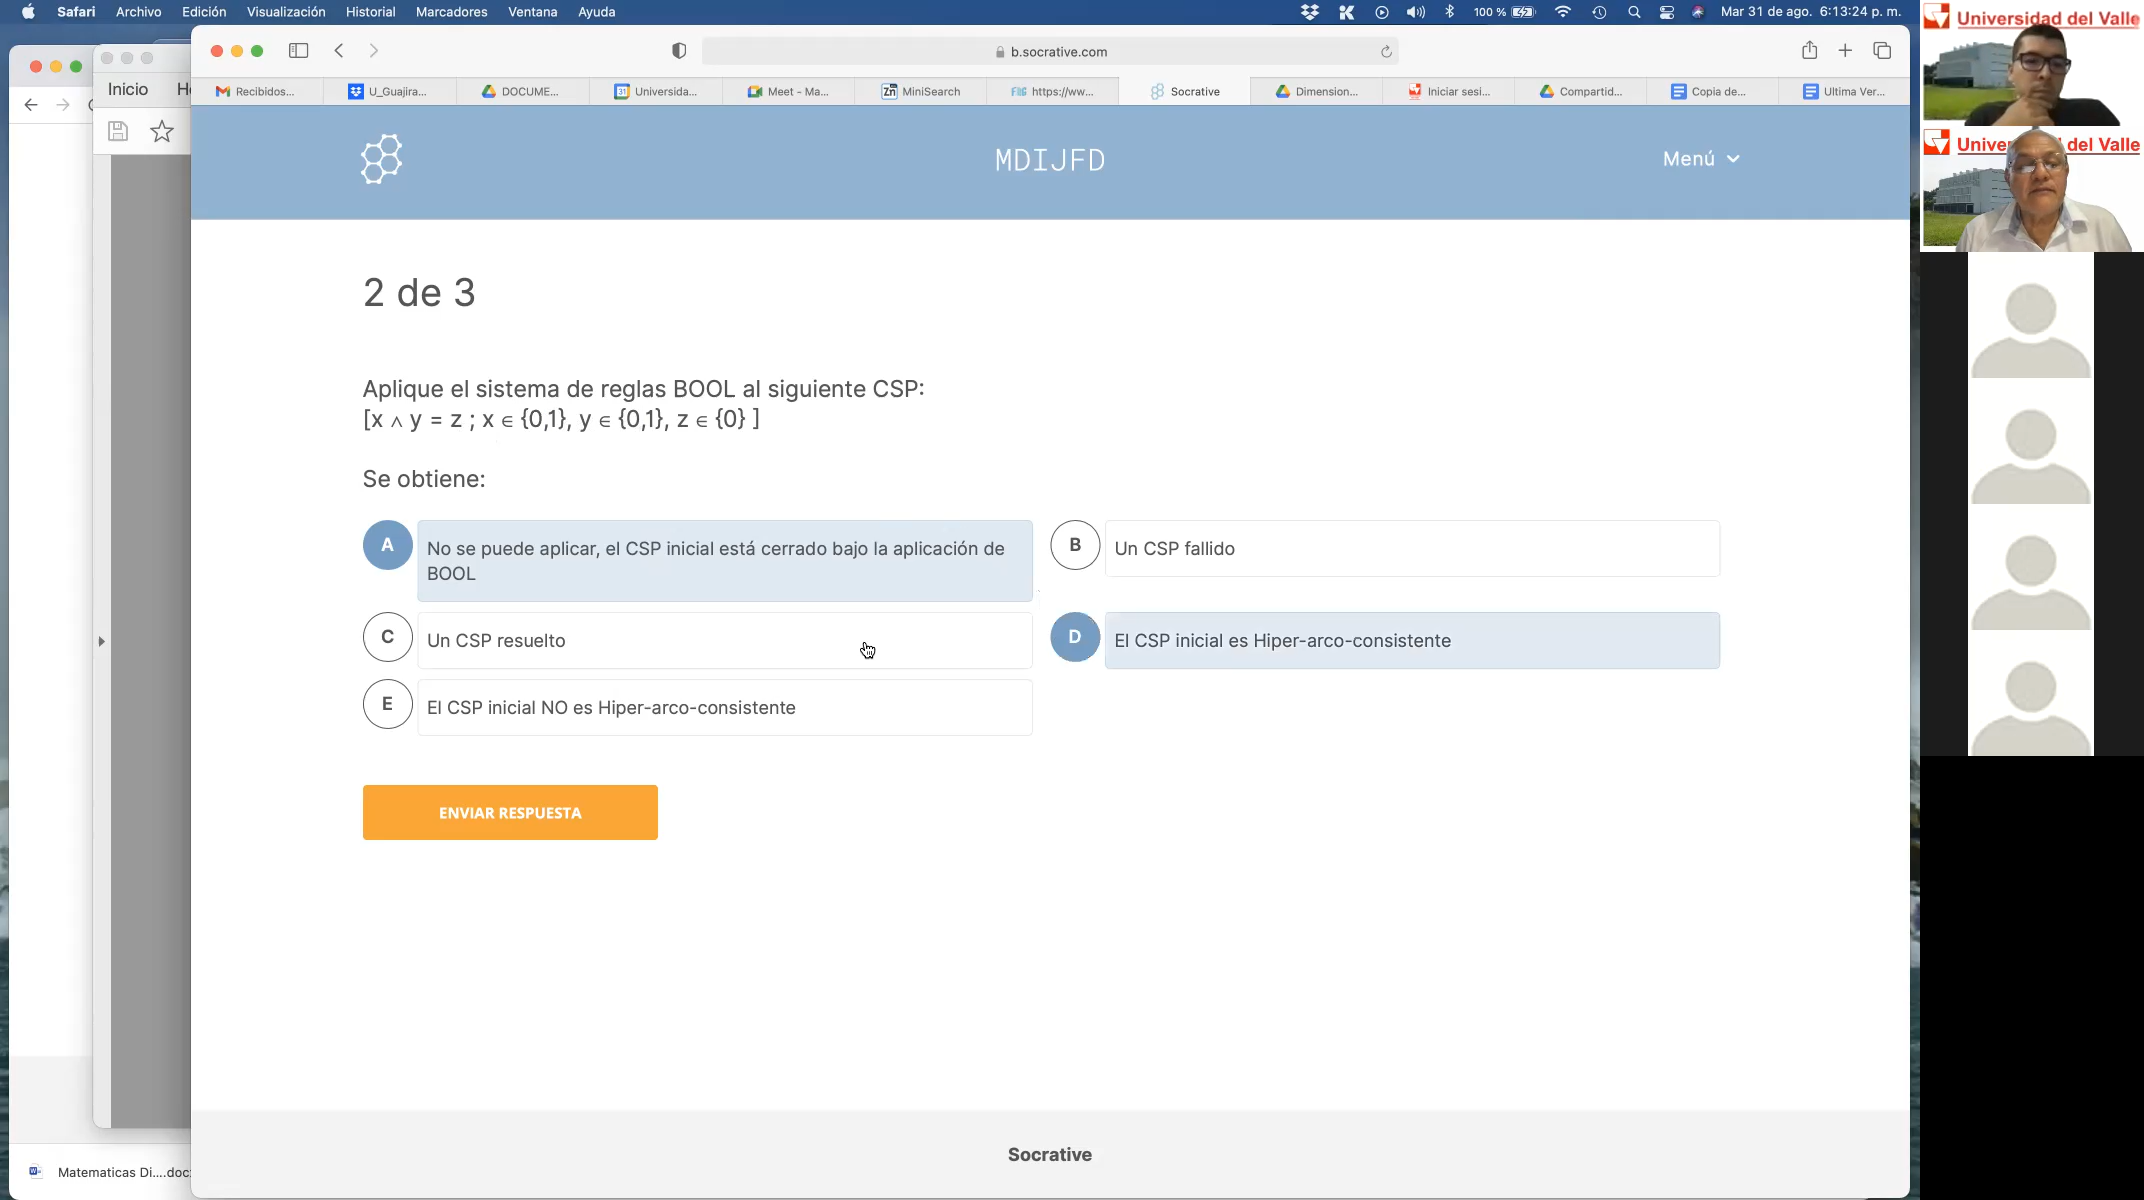 Safari Archivo Edición Visualización Historial Marcadores Ventana Ayuda
100 % Mar 31 de ago. 6:13:24 p. m.
b.socrative.com
Recibidos... U_Guajira... DOCUME... Universida... Meet - Ma... MiniSearch https://ww... Socrative Dimension... Iniciar sesi... Compartid... Copia de... Ultima Ver...
Inicio He
MDIJFD
Menú
2 de 3
Aplique el sistema de reglas BOOL al siguiente CSP:
[x ∧ y = z ; x ∈ {0,1}, y ∈ {0,1}, z ∈ {0} ]
Se obtiene:
A No se puede aplicar, el CSP inicial está cerrado bajo la aplicación de
BOOL
B Un CSP fallido
C Un CSP resuelto
D El CSP inicial es Hiper-arco-consistente
E El CSP inicial NO es Hiper-arco-consistente
ENVIAR RESPUESTA
Socrative
Matematicas Di....doc
Universidad del Valle
Unive del Valle